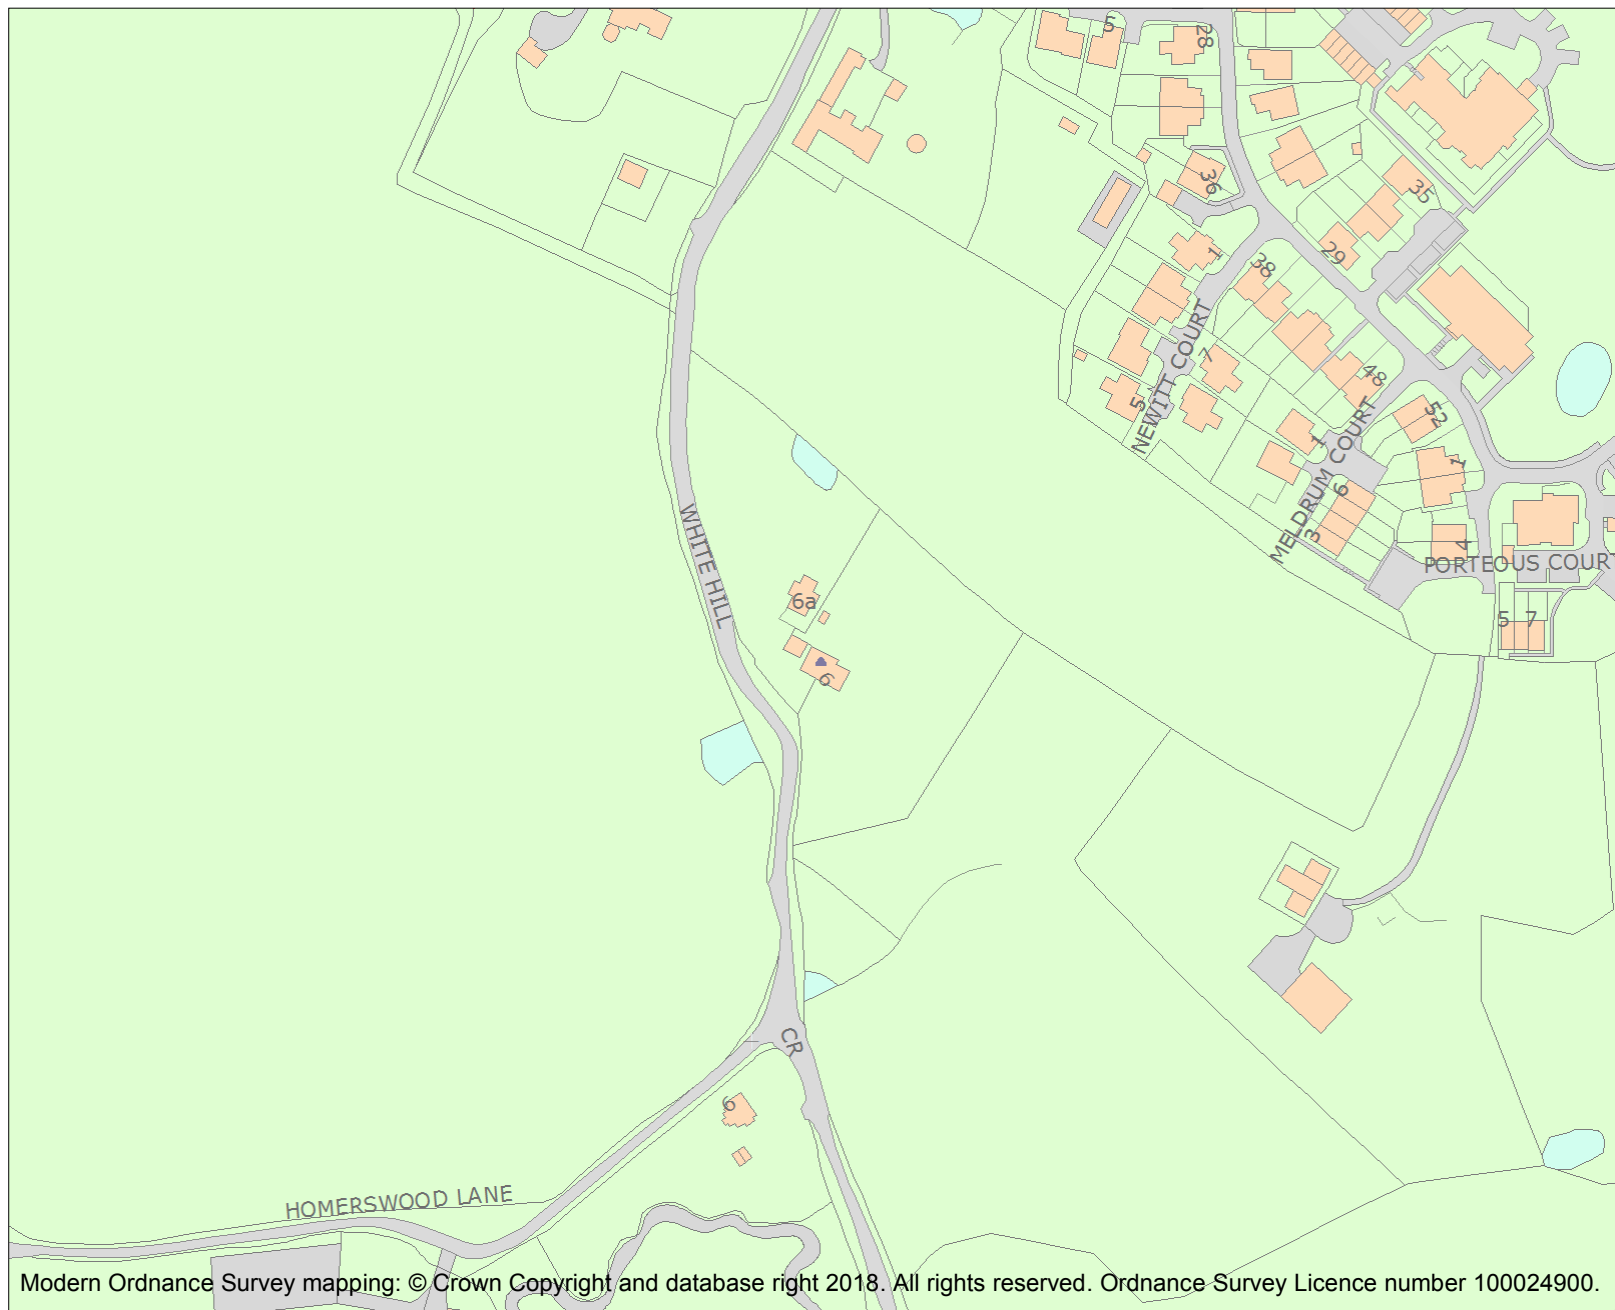 5
28
36
35
1
38
29
NEWITT COURT
7
5
48
52
MELDRUM COURT
1
1
6
3
4
PORTEOUS COURT
5 7
WHITE HILL
6a
6
CR
6
HOMERSWOOD LANE
Modern Ordnance Survey mapping: © Crown Copyright and database right 2018. All rights reserved. Ordnance Survey Licence number 100024900.